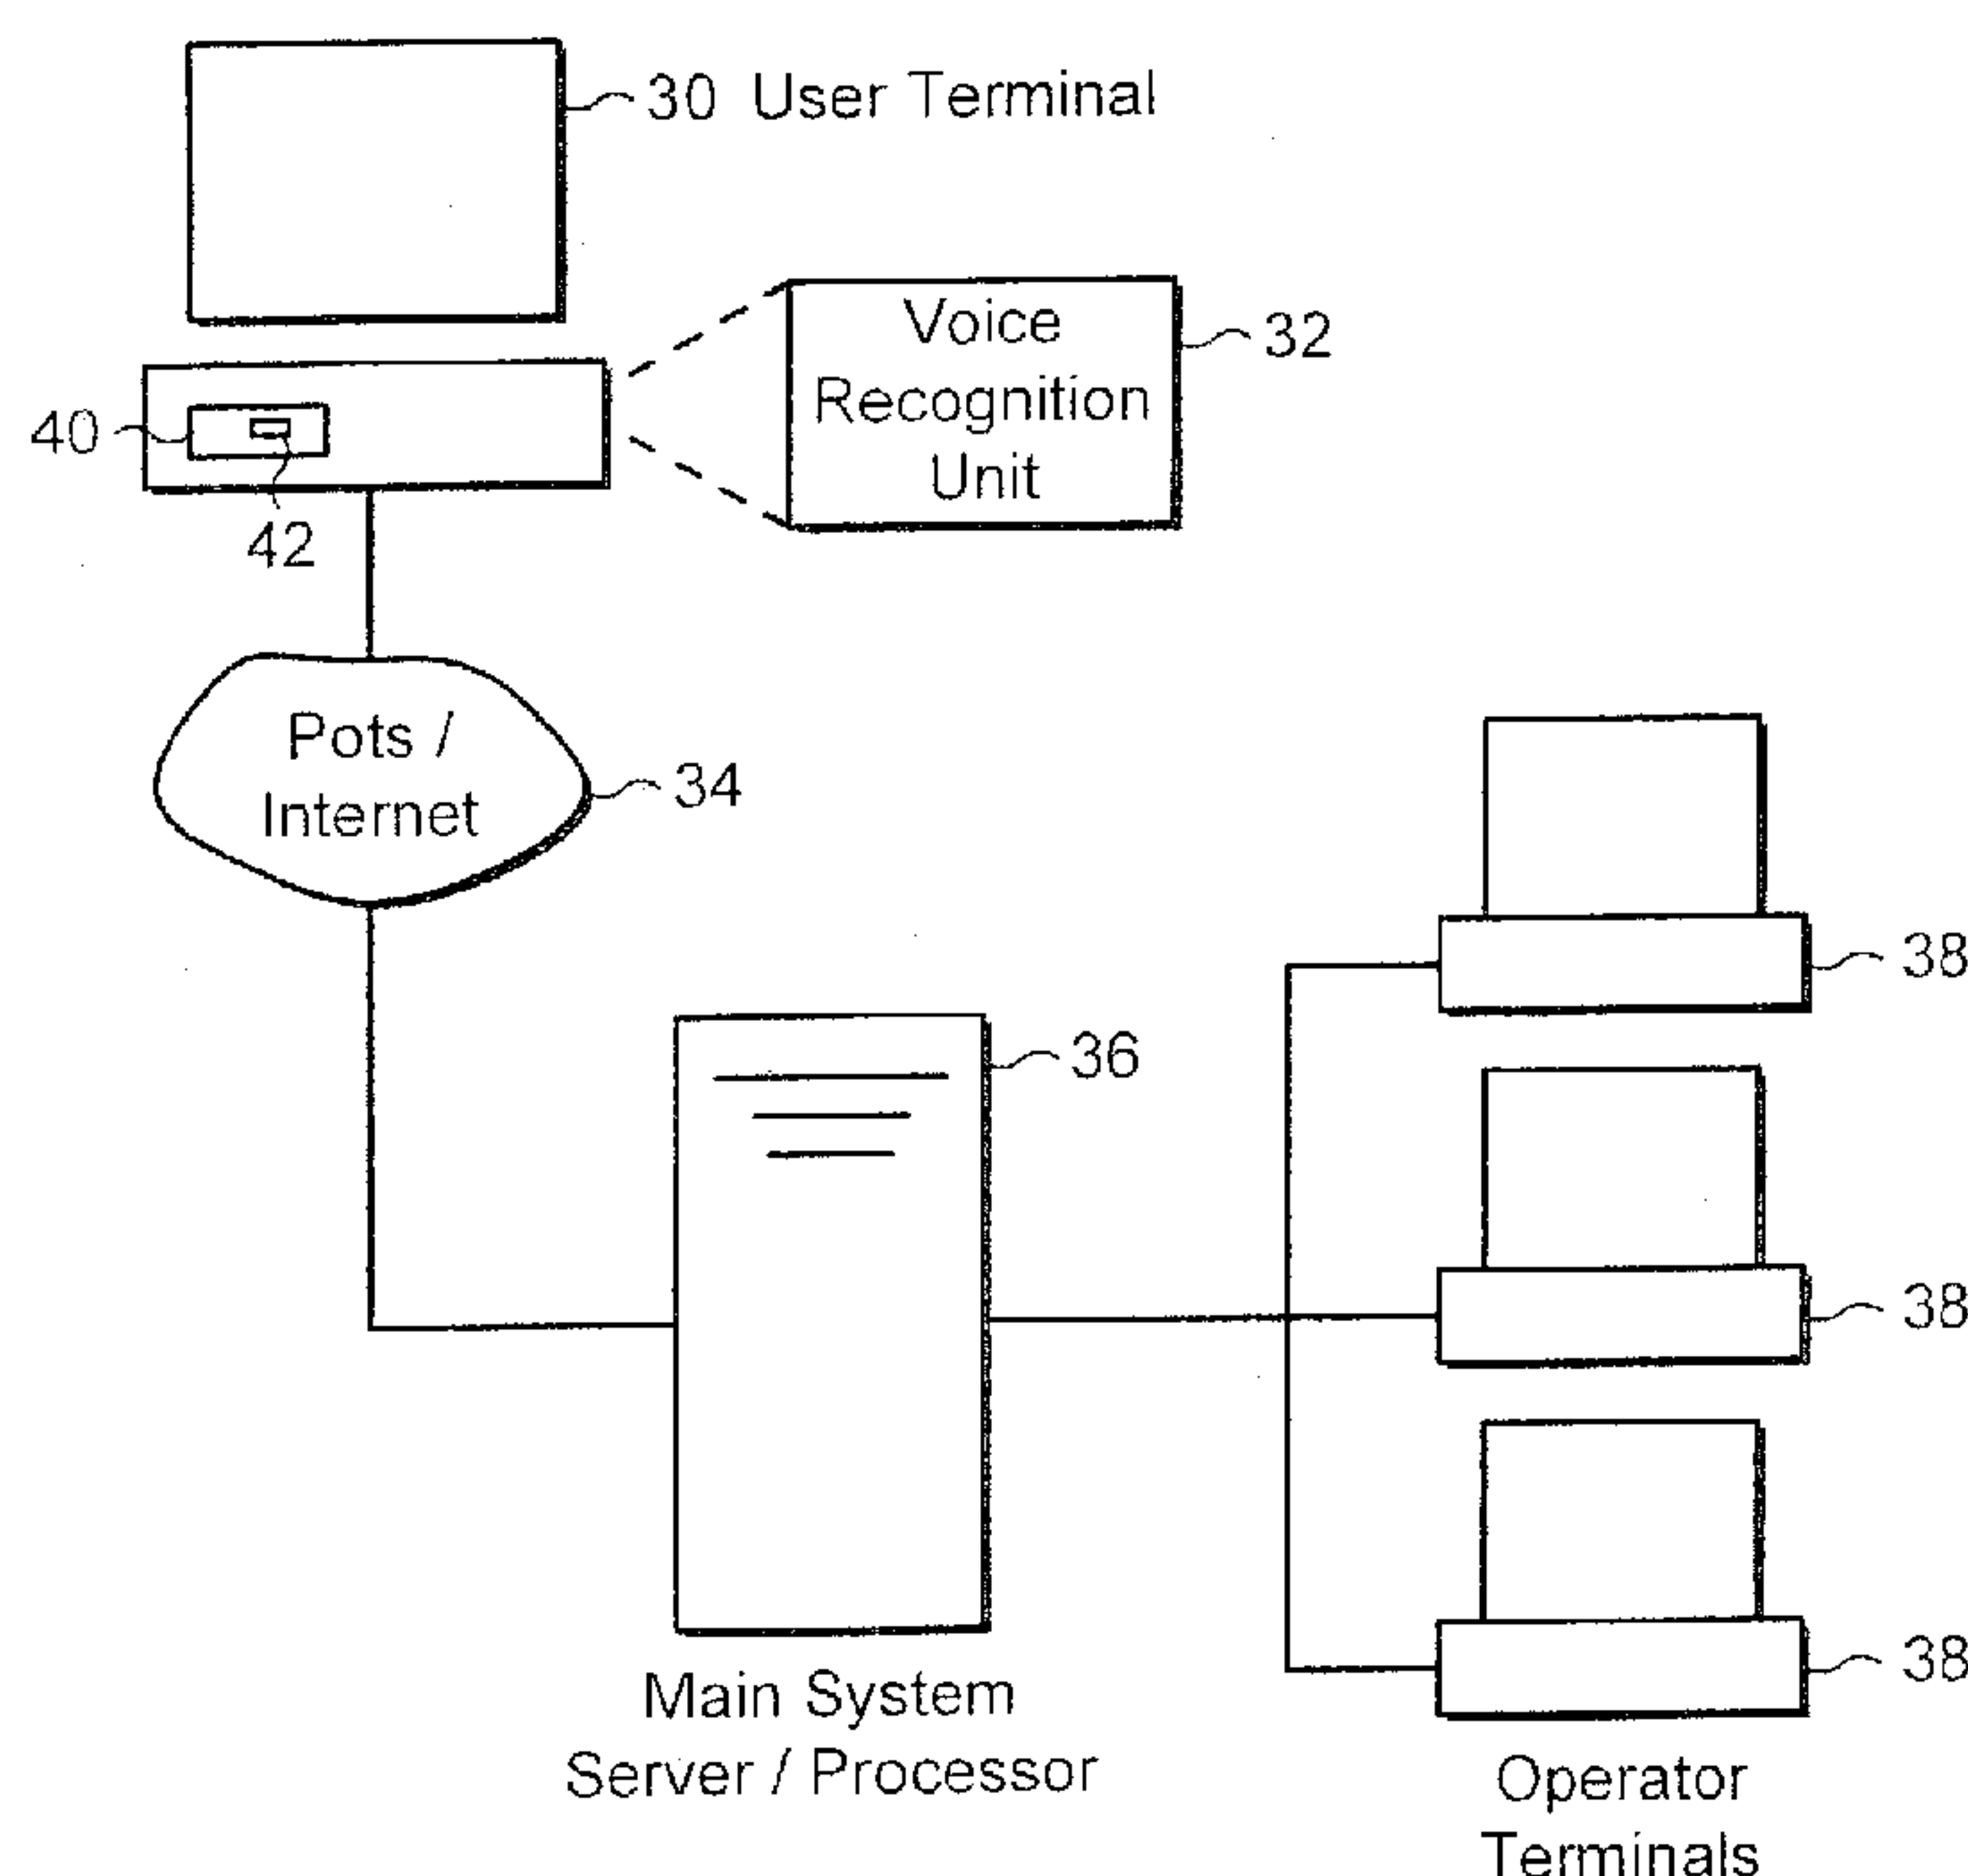 30 User Terminal
Voice
Recognition
Unit
32
40
42
Pots /
Internet
34
36
38
38
38
Main System
Server / Processor
Operator
Terminals